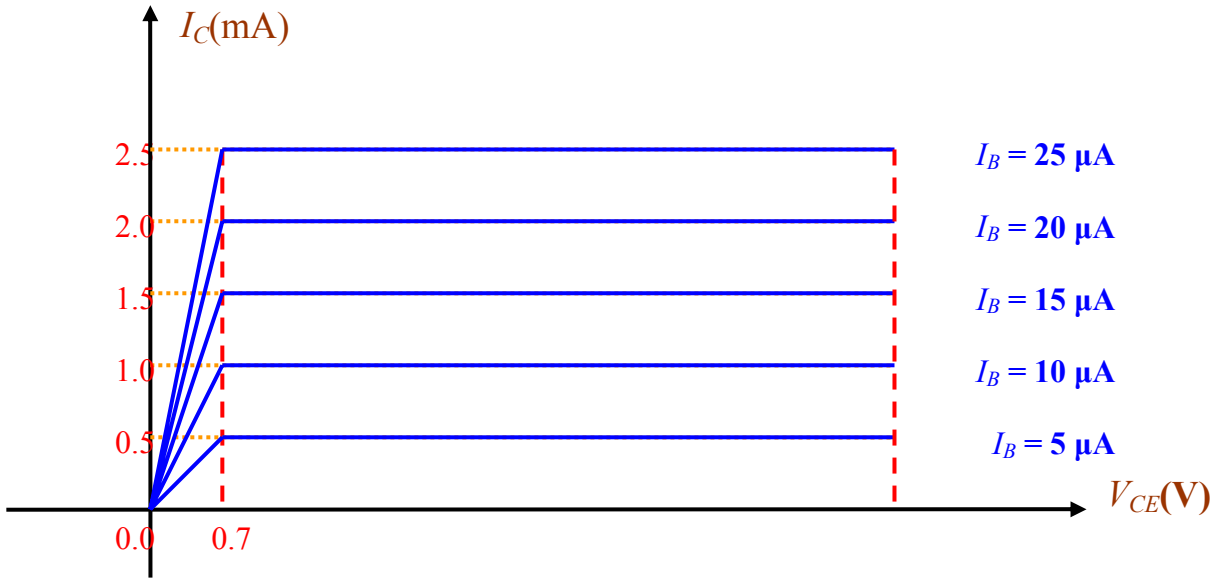 I_C(mA)
2.5
I_B = 25 µA
2.0
I_B = 20 µA
1.5
I_B = 15 µA
1.0
I_B = 10 µA
0.5
I_B = 5 µA
V_CE(V)
0.0 0.7